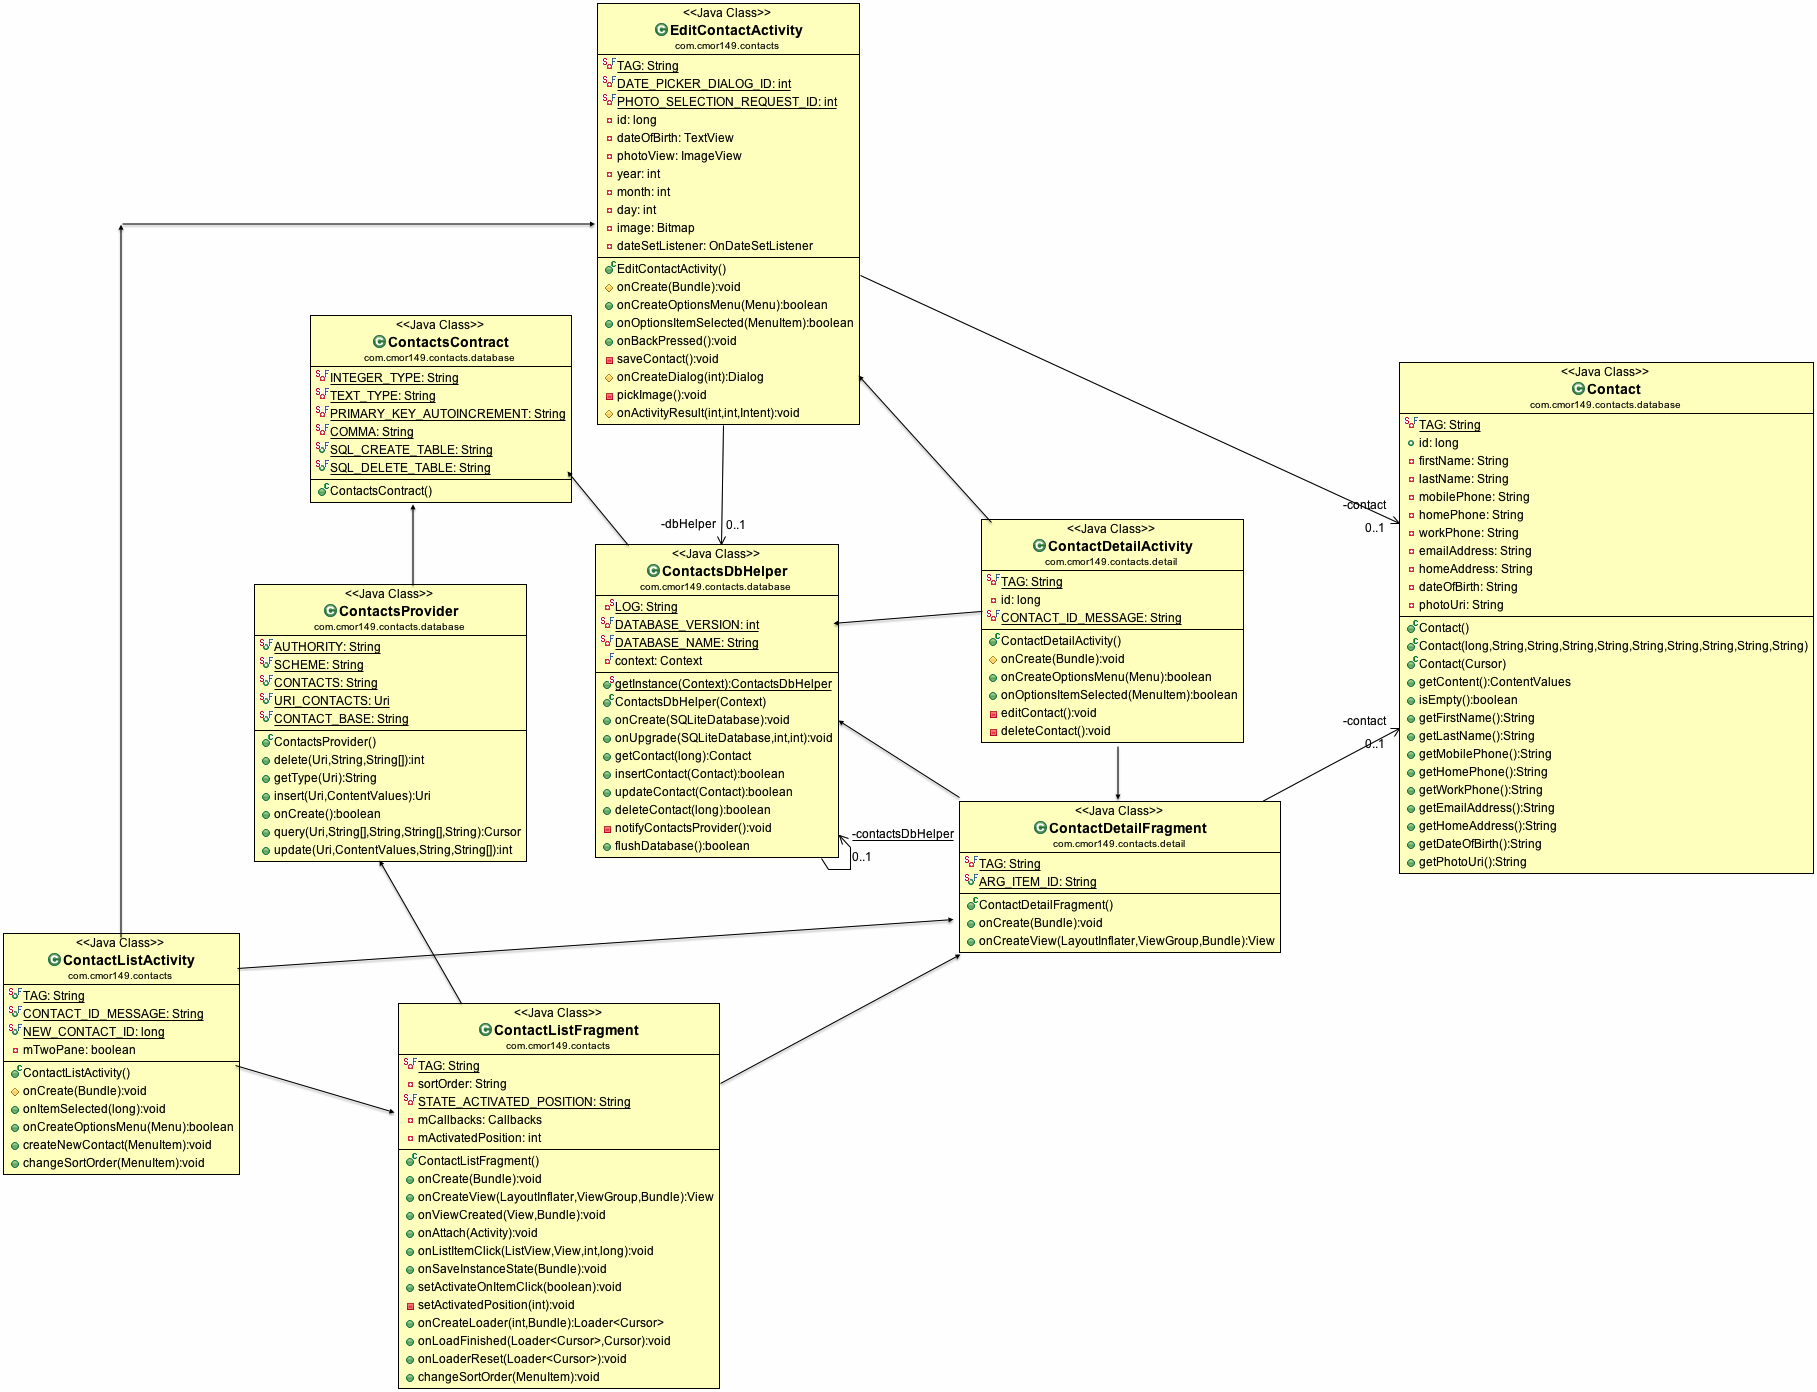 <<Java Class>>
EditContactActivity
com.cmor149.contacts
TAG: String
DATE_PICKER_DIALOG_ID: int
PHOTO_SELECTION_REQUEST_ID: int
id: long
dateOfBirth: TextView
photoView: ImageView
year: int
month: int
day: int
image: Bitmap
dateSetListener: OnDateSetListener
EditContactActivity()
onCreate(Bundle):void
onCreateOptionsMenu(Menu):boolean
onOptionsItemSelected(MenuItem):boolean
onBackPressed():void
saveContact():void
onCreateDialog(int):Dialog
pickImage():void
onActivityResult(int,int,Intent):void
<<Java Class>>
ContactsContract
com.cmor149.contacts.database
INTEGER_TYPE: String
TEXT_TYPE: String
PRIMARY_KEY_AUTOINCREMENT: String
COMMA: String
SQL_CREATE_TABLE: String
SQL_DELETE_TABLE: String
ContactsContract()
<<Java Class>>
Contact
com.cmor149.contacts.database
TAG: String
id: long
firstName: String
lastName: String
mobilePhone: String
homePhone: String
workPhone: String
emailAddress: String
homeAddress: String
dateOfBirth: String
photoUri: String
Contact()
Contact(long,String,String,String,String,String,String,String,String,String)
Contact(Cursor)
getContent():ContentValues
isEmpty():boolean
getFirstName():String
getLastName():String
getMobilePhone():String
getHomePhone():String
getWorkPhone():String
getEmailAddress():String
getHomeAddress():String
getDateOfBirth():String
getPhotoUri():String
-contact
0..1
-dbHelper
0..1
<<Java Class>>
ContactDetailActivity
com.cmor149.contacts.detail
TAG: String
id: long
CONTACT_ID_MESSAGE: String
ContactDetailActivity()
onCreate(Bundle):void
onCreateOptionsMenu(Menu):boolean
onOptionsItemSelected(MenuItem):boolean
editContact():void
deleteContact():void
<<Java Class>>
ContactsDbHelper
com.cmor149.contacts.database
LOG: String
DATABASE_VERSION: int
DATABASE_NAME: String
context: Context
getInstance(Context):ContactsDbHelper
ContactsDbHelper(Context)
onCreate(SQLiteDatabase):void
onUpgrade(SQLiteDatabase,int,int):void
getContact(long):Contact
insertContact(Contact):boolean
updateContact(Contact):boolean
deleteContact(long):boolean
notifyContactsProvider():void
flushDatabase():boolean
-contactsDbHelper
0..1
<<Java Class>>
ContactsProvider
com.cmor149.contacts.database
AUTHORITY: String
SCHEME: String
CONTACTS: String
URI_CONTACTS: Uri
CONTACT_BASE: String
ContactsProvider()
delete(Uri,String,String[]):int
getType(Uri):String
insert(Uri,ContentValues):Uri
onCreate():boolean
query(Uri,String[],String,String[],String):Cursor
update(Uri,ContentValues,String,String[]):int
-contact
0..1
<<Java Class>>
ContactDetailFragment
com.cmor149.contacts.detail
TAG: String
ARG_ITEM_ID: String
ContactDetailFragment()
onCreate(Bundle):void
onCreateView(LayoutInflater,ViewGroup,Bundle):View
<<Java Class>>
ContactListActivity
com.cmor149.contacts
TAG: String
CONTACT_ID_MESSAGE: String
NEW_CONTACT_ID: long
mTwoPane: boolean
ContactListActivity()
onCreate(Bundle):void
onItemSelected(long):void
onCreateOptionsMenu(Menu):boolean
createNewContact(MenuItem):void
changeSortOrder(MenuItem):void
<<Java Class>>
ContactListFragment
com.cmor149.contacts
TAG: String
sortOrder: String
STATE_ACTIVATED_POSITION: String
mCallbacks: Callbacks
mActivatedPosition: int
ContactListFragment()
onCreate(Bundle):void
onCreateView(LayoutInflater,ViewGroup,Bundle):View
onViewCreated(View,Bundle):void
onAttach(Activity):void
onListItemClick(ListView,View,int,long):void
onSaveInstanceState(Bundle):void
setActivateOnItemClick(boolean):void
setActivatedPosition(int):void
onCreateLoader(int,Bundle):Loader<Cursor>
onLoadFinished(Loader<Cursor>,Cursor):void
onLoaderReset(Loader<Cursor>):void
changeSortOrder(MenuItem):void